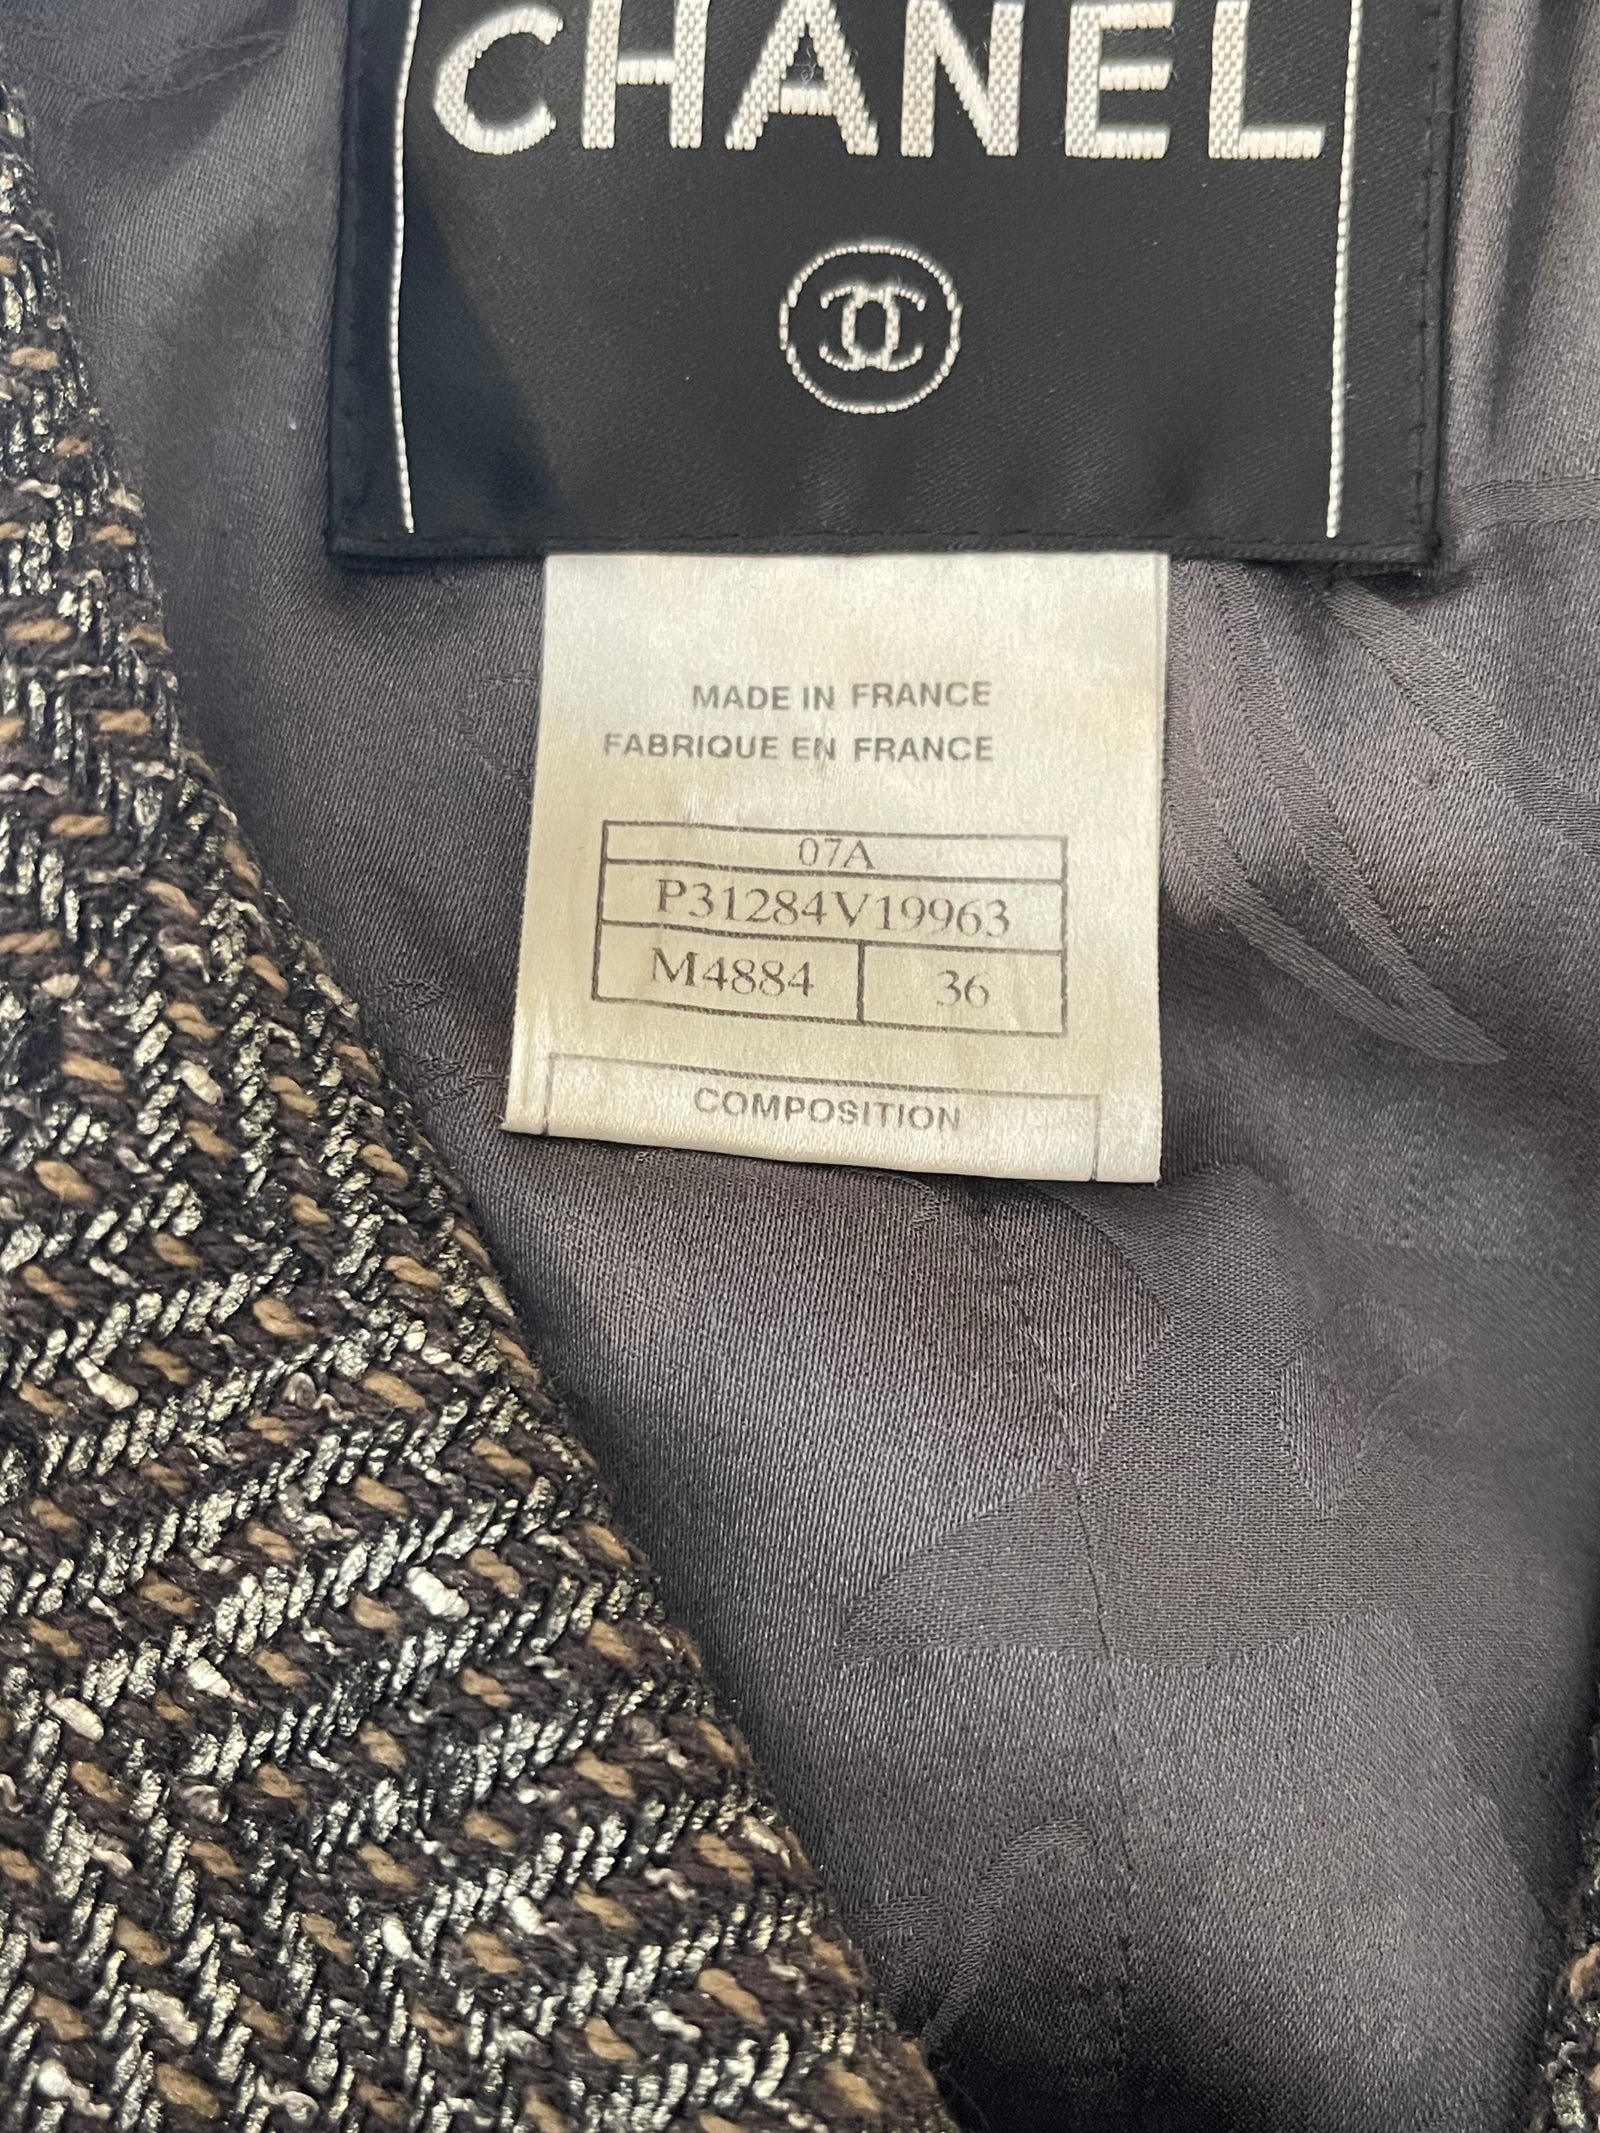 CHANEL
MADE IN FRANCE
FABRIQUE EN FRANCE
07A
P31284V19963
M4884 36
COMPOSITION